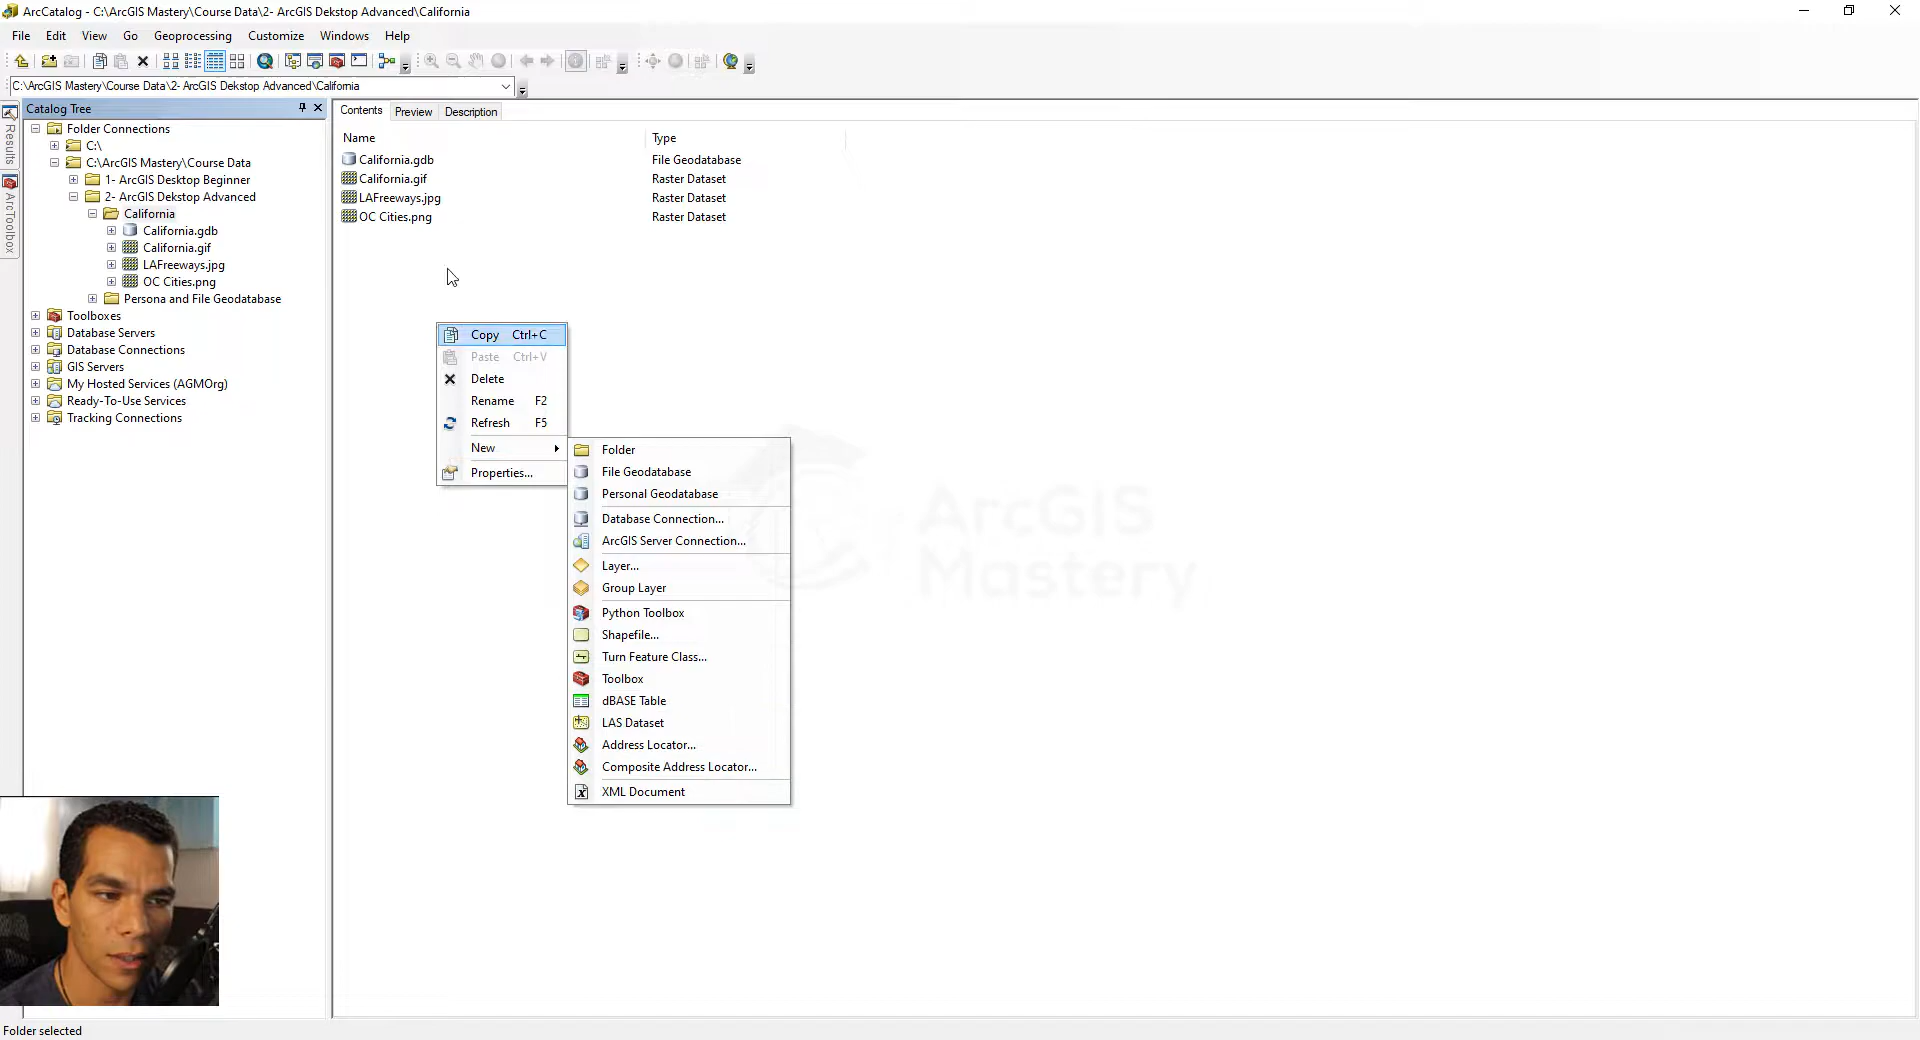 ArcCatalog - C:\ArcGIS Mastery\Course Data\2- ArcGIS Dekstop Advanced\California
File Edit View Go Geoprocessing Customize Windows Help
C:\ArcGIS Mastery\Course Data\2- ArcGIS Dekstop Advanced\California
Results
ArcToolbox
Catalog Tree
Folder Connections
C:\
C:\ArcGIS Mastery\Course Data
1- ArcGIS Desktop Beginner
2- ArcGIS Dekstop Advanced
California
California.gdb
California.gif
LAFreeways.jpg
OC Cities.png
Persona and File Geodatabase
Toolboxes
Database Servers
Database Connections
GIS Servers
My Hosted Services (AGMOrg)
Ready-To-Use Services
Tracking Connections
Contents Preview Description
Name Type
California.gdb File Geodatabase
California.gif Raster Dataset
LAFreeways.jpg Raster Dataset
OC Cities.png Raster Dataset
Copy Ctrl+C
Paste Ctrl+V
Delete
Rename F2
Refresh F5
New
Properties...
Folder
File Geodatabase
Personal Geodatabase
Database Connection...
ArcGIS Server Connection...
Layer...
Group Layer
Python Toolbox
Shapefile...
Turn Feature Class...
Toolbox
dBASE Table
LAS Dataset
Address Locator...
Composite Address Locator...
XML Document
ArcGIS
Mastery
Folder selected